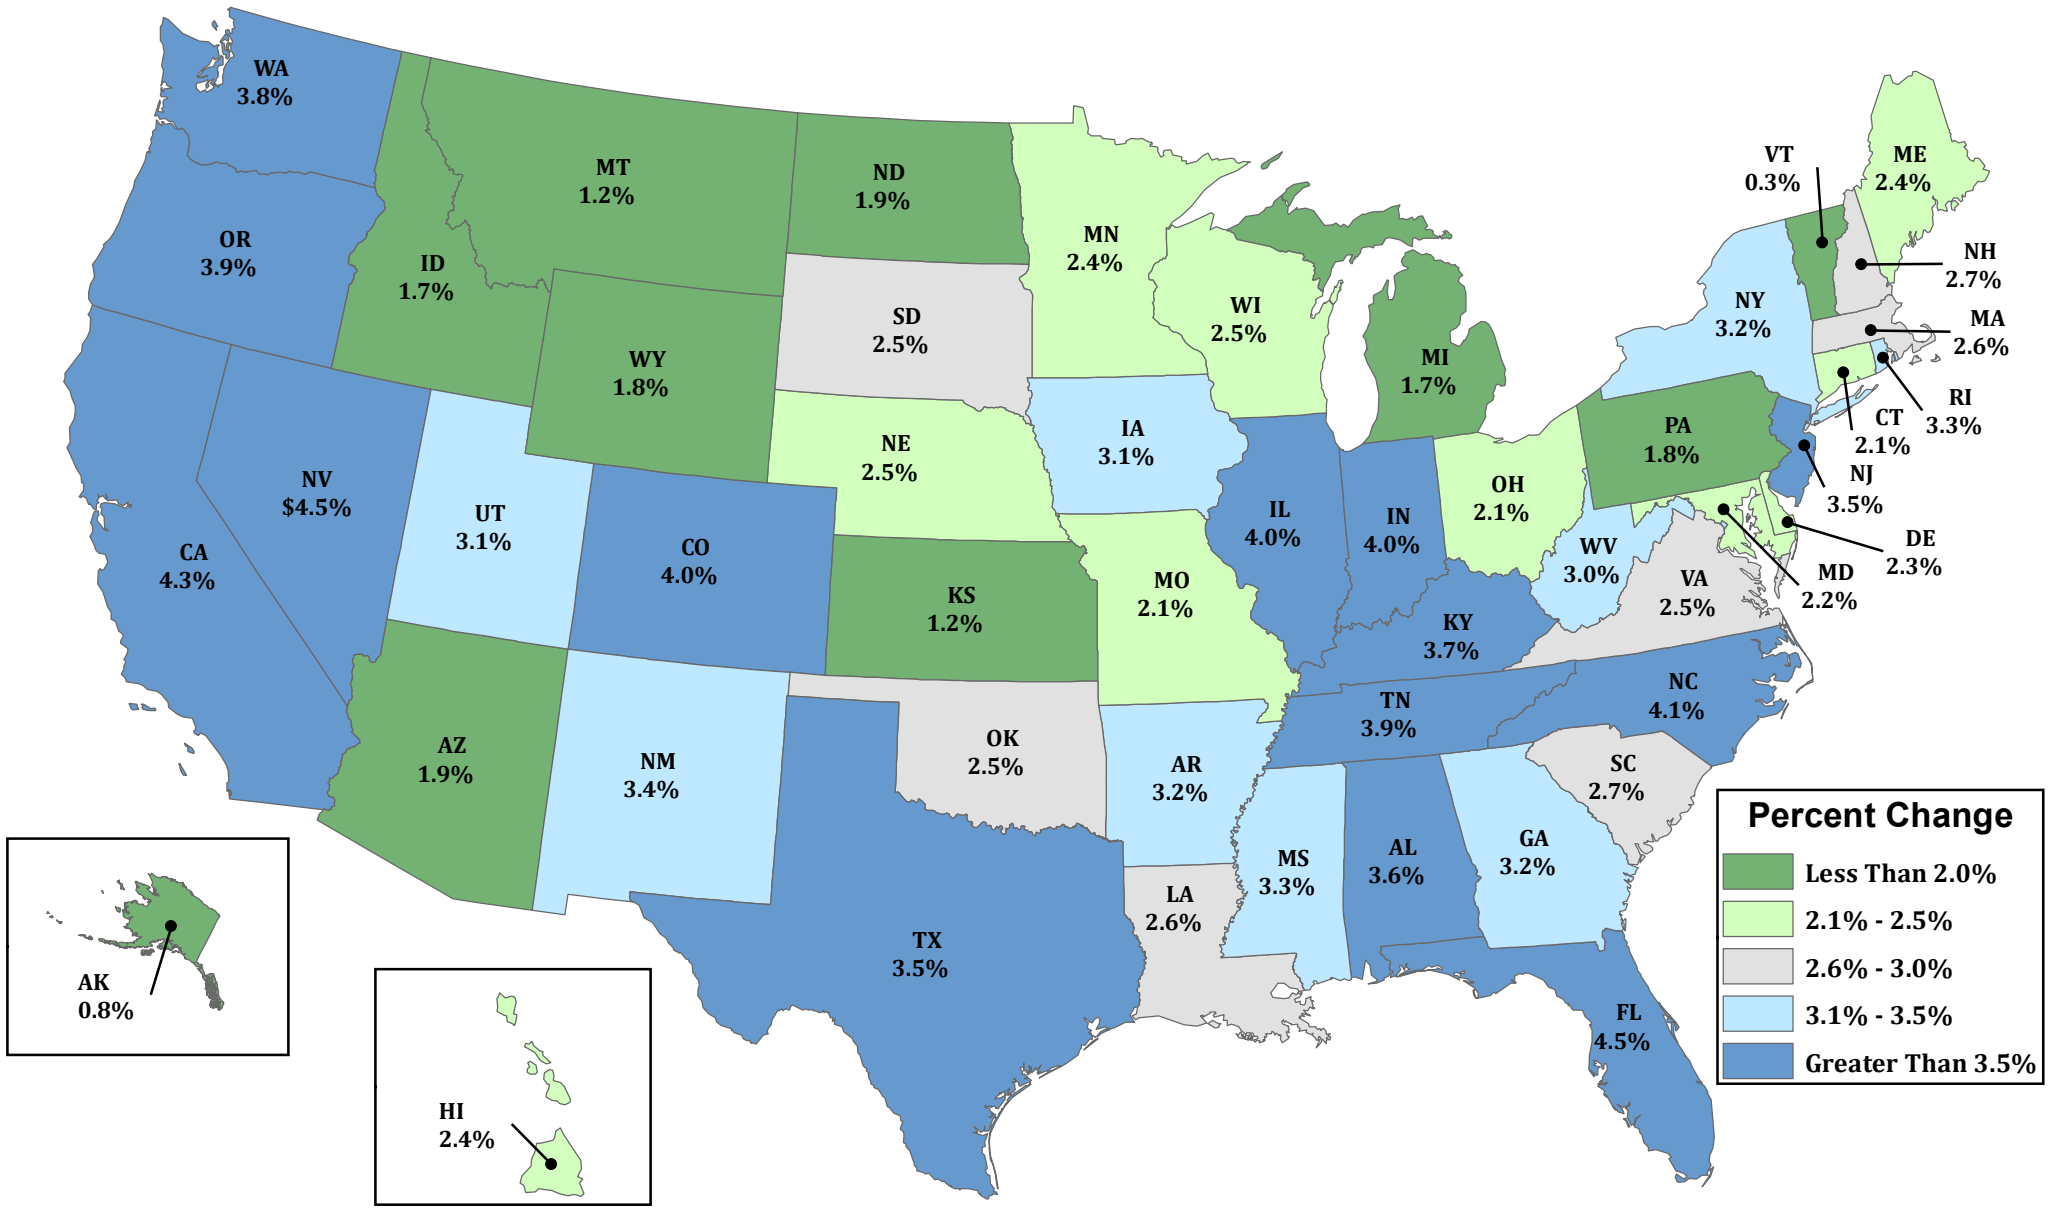 WA
3.8%
OR
3.9%
CA
4.3%
NV
$4.5%
ID
1.7%
MT
1.2%
WY
1.8%
UT
3.1%
CO
4.0%
AZ
1.9%
NM
3.4%
ND
1.9%
SD
2.5%
NE
2.5%
KS
1.2%
OK
2.5%
TX
3.5%
MN
2.4%
IA
3.1%
MO
2.1%
AR
3.2%
LA
2.6%
WI
2.5%
IL
4.0%
MI
1.7%
IN
4.0%
OH
2.1%
KY
3.7%
TN
3.9%
MS
3.3%
AL
3.6%
GA
3.2%
FL
4.5%
SC
2.7%
NC
4.1%
VA
2.5%
WV
3.0%
PA
1.8%
NY
3.2%
VT
0.3%
ME
2.4%
NH
2.7%
MA
2.6%
RI
3.3%
CT
2.1%
NJ
3.5%
DE
2.3%
MD
2.2%
AK
0.8%
HI
2.4%
Percent Change
Less Than 2.0%
2.1% - 2.5%
2.6% - 3.0%
3.1% - 3.5%
Greater Than 3.5%